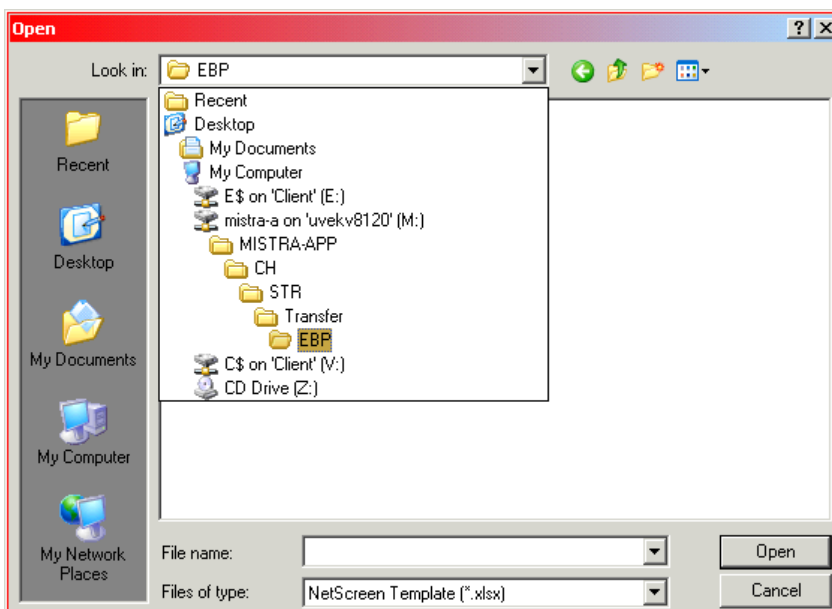 Open
Look in: EBP
Recent
Desktop
My Documents
My Computer
E$ on 'Client' (E:)
mistra-a on 'uvekv8120' (M:)
MISTRA-APP
CH
STR
Transfer
EBP
C$ on 'Client' (V:)
CD Drive (Z:)
Recent
Desktop
My Documents
My Computer
My Network
Places
File name:
Open
Files of type: NetScreen Template (*.xlsx)
Cancel